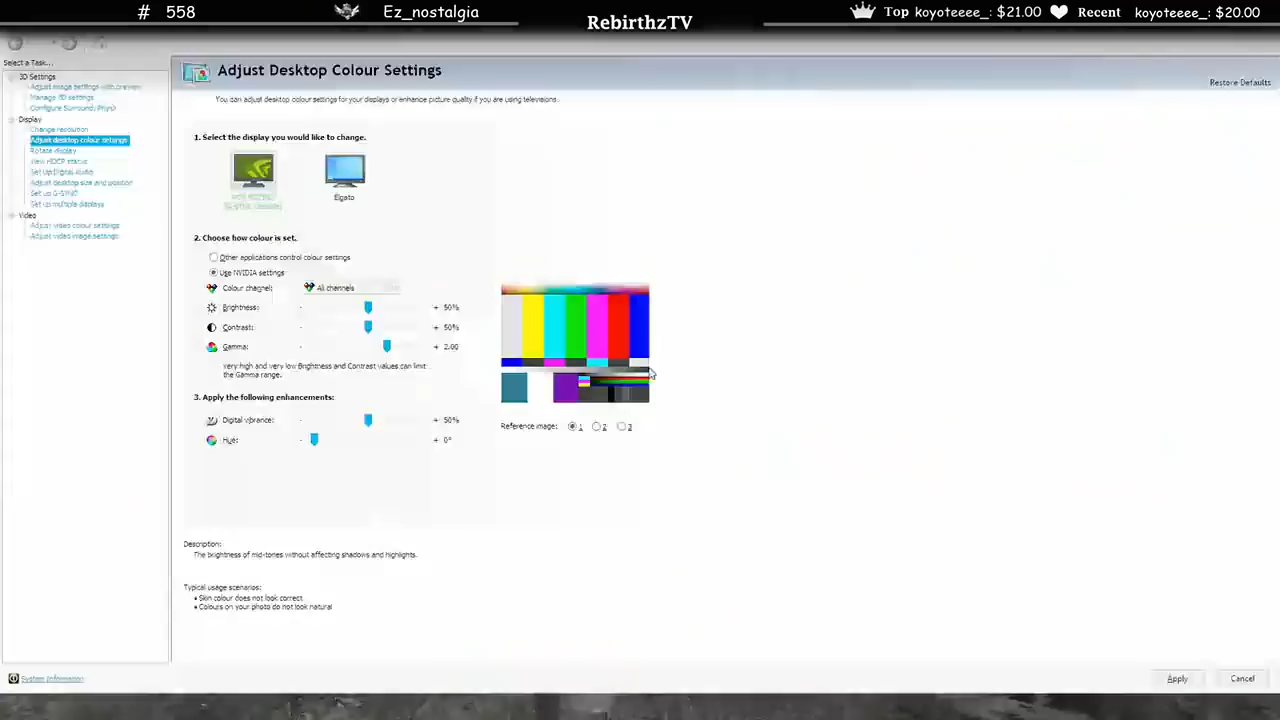 # 558
Ez_nostalgia
RebirthzTV
Top koyoteeee_: $21.00
Recent koyoteeee_: $20.00
Select a Task...
3D Settings
Adjust image settings with preview
Manage 3D settings
Configure Surround, PhysX
Display
Change resolution
Adjust desktop colour settings
Rotate display
View HDCP status
Set up digital audio
Adjust desktop size and position
Set up G-SYNC
Set up multiple displays
Video
Adjust video colour settings
Adjust video image settings
System Information
Adjust Desktop Colour Settings
Restore Defaults
You can adjust desktop colour settings for your displays or enhance picture quality if you are using televisions.
1. Select the display you would like to change.
Elgato
2. Choose how colour is set.
Other applications control colour settings
Use NVIDIA settings
Colour channel:
All channels
Brightness: - + 50%
Contrast: - + 50%
Gamma: - + 2.00
Very high and very low Brightness and Contrast values can limit
the Gamma range.
3. Apply the following enhancements:
Digital vibrance: - + 50%
Hue: - + 0°
Reference image: 1 2 3
Description:
The brightness of mid-tones without affecting shadows and highlights.
Typical usage scenarios:
• Skin colour does not look correct
• Colours on your photo do not look natural
Apply
Cancel